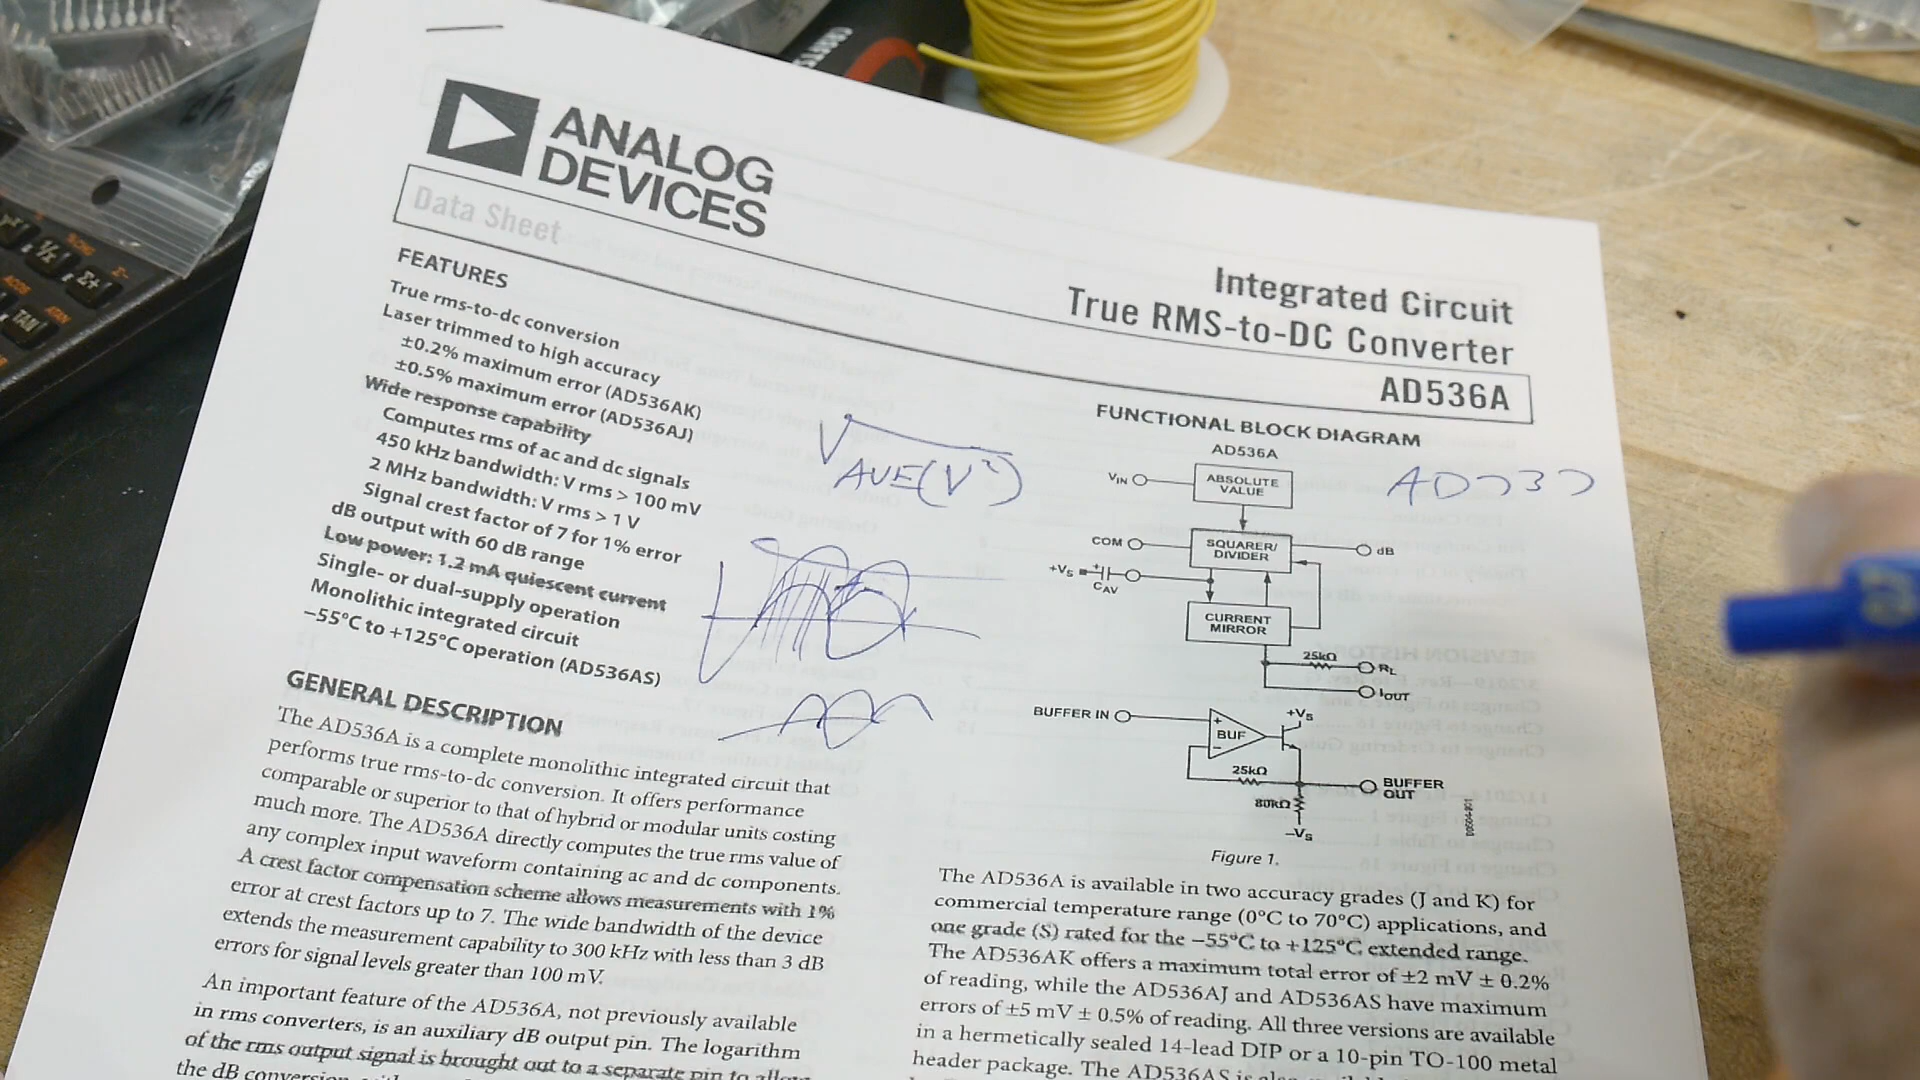 ANALOG
DEVICES
Data Sheet
Integrated Circuit
True RMS-to-DC Converter
AD536A
FEATURES
True rms-to-dc conversion
Laser trimmed to high accuracy
±0.2% maximum error (AD536AK)
±0.5% maximum error (AD536AJ)
Wide response capability
Computes rms of ac and dc signals
450 kHz bandwidth: V rms > 100 mV
2 MHz bandwidth: V rms > 1 V
Signal crest factor of 7 for 1% error
dB output with 60 dB range
Low power: 1.2 mA quiescent current
Single- or dual-supply operation
Monolithic integrated circuit
−55°C to +125°C operation (AD536AS)
√AVE(V²)
GENERAL DESCRIPTION
The AD536A is a complete monolithic integrated circuit that
performs true rms-to-dc conversion. It offers performance
comparable or superior to that of hybrid or modular units costing
much more. The AD536A directly computes the true rms value of
any complex input waveform containing ac and dc components.
A crest factor compensation scheme allows measurements with 1%
error at crest factors up to 7. The wide bandwidth of the device
extends the measurement capability to 300 kHz with less than 3 dB
errors for signal levels greater than 100 mV.
An important feature of the AD536A, not previously available
in rms converters, is an auxiliary dB output pin. The logarithm
of the rms output signal is brought out to a separate pin to allow
the dB conversion
FUNCTIONAL BLOCK DIAGRAM
AD536A
AD737
VIN
ABSOLUTE
VALUE
COM
SQUARER/
DIVIDER
dB
+VS
CAV
CURRENT
MIRROR
25kΩ
RL
IOUT
BUFFER IN
+VS
BUF
25kΩ
BUFFER
OUT
80kΩ
−VS
Figure 1.
The AD536A is available in two accuracy grades (J and K) for
commercial temperature range (0°C to 70°C) applications, and
one grade (S) rated for the −55°C to +125°C extended range.
The AD536AK offers a maximum total error of ±2 mV ± 0.2%
of reading, while the AD536AJ and AD536AS have maximum
errors of ±5 mV ± 0.5% of reading. All three versions are available
in a hermetically sealed 14-lead DIP or a 10-pin TO-100 metal
header package. The AD536AS is
TAN
ATAN
1/x
Σ+
Σ-